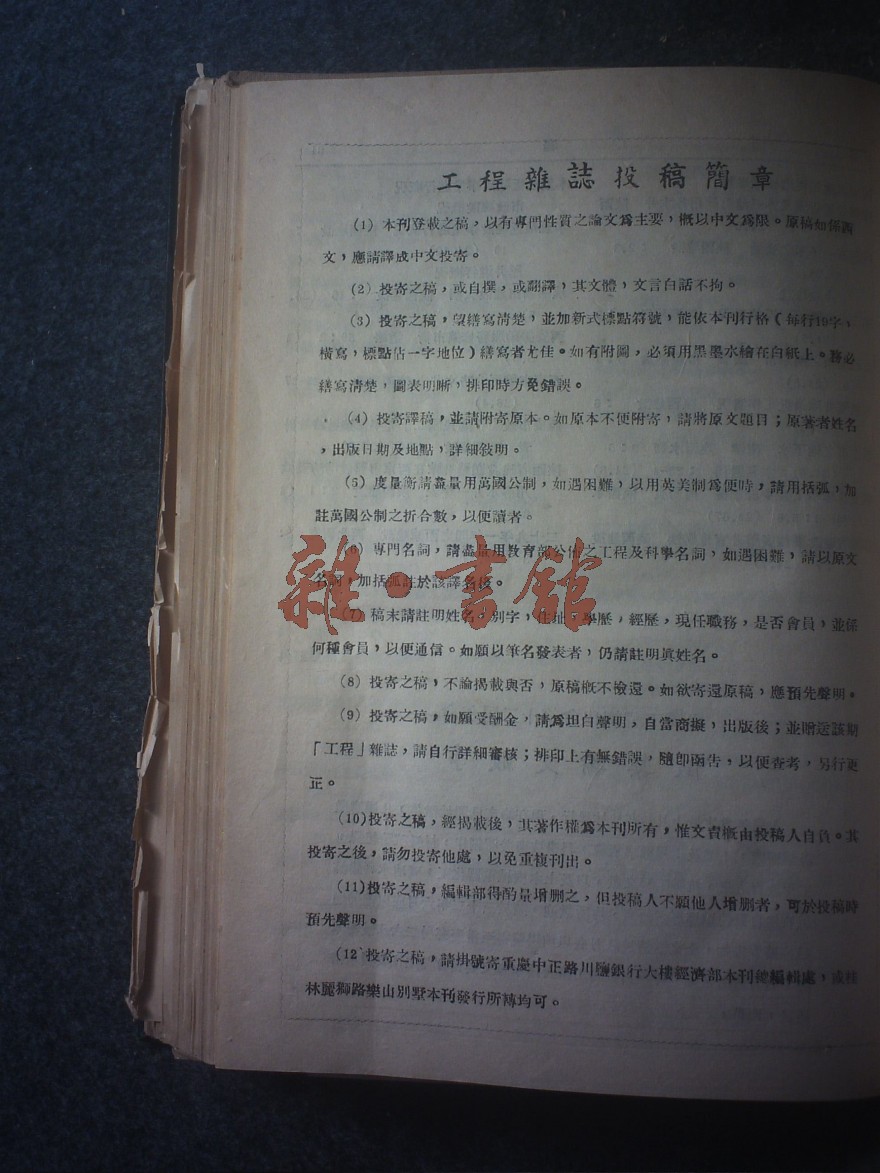 工程雜誌投稿簡章
(1) 本刊登載之稿，以有專門性質之論文爲主要，概以中文爲限。原稿如係西
文，應請譯成中文投寄。
(2) 投寄之稿，或自撰，或翻譯，其文體，文言白話不拘。
(3) 投寄之稿，望繕寫清楚，並加新式標點符號，能依本刊行格（每行19字，
橫寫，標點佔一字地位）繕寫者尤佳。如有附圖，必須用黑墨水繪在白紙上。務必
繕寫清楚，圖表明晰，排印時方免錯誤。
(4) 投寄譯稿，並請附寄原本。如原本不便附寄，請將原文題目；原著者姓名
，出版日期及地點，詳細敘明。
(5) 度量衡請盡量用萬國公制，如遇困難，以用英美制爲便時，請用括弧，加
註萬國公制之折合數，以便讀者。
(6) 專門名詞，請盡量用教育部公佈之工程及科學名詞，如遇困難，請以原文
名詞，加括弧註於該譯名後。
(7) 稿末請註明姓名，別字，住址，學歷，經歷，現任職務，是否會員，並係
何種會員，以便通信。如願以筆名發表者，仍請註明眞姓名。
(8) 投寄之稿，不論揭載與否，原稿概不檢還。如欲寄還原稿，應預先聲明。
(9) 投寄之稿，如願受酬金，請爲坦白聲明，自當商擬，出版後；並贈送該期
「工程」雜誌，請自行詳細審核；排印上有無錯誤，隨卽函告，以便查考，另行更
正。
(10)投寄之稿，經揭載後，其著作權爲本刊所有，惟文責概由投稿人自負。其
投寄之後，請勿投寄他處，以免重複刊出。
(11)投寄之稿，編輯部得酌量增删之，但投稿人不願他人增删者，可於投稿時
預先聲明。
(12 投寄之稿，請掛號寄重慶中正路川鹽銀行大樓經濟部本刊總編輯處，或桂
林麗獅路樂山別墅本刊發行所轉均可。
雜·書館